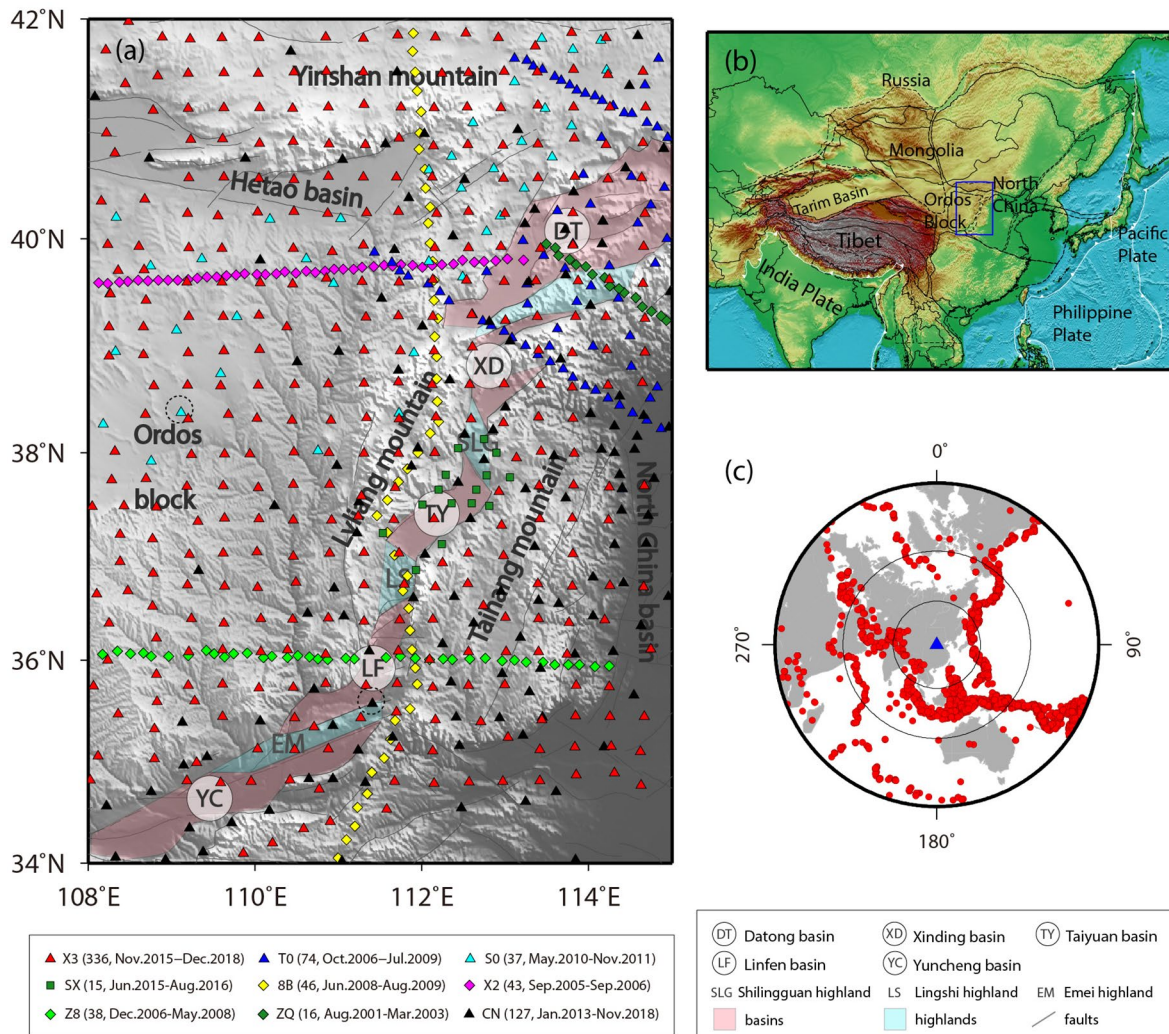 42˚N
(a)
Yinshan mountain
Hetao basin
40˚N
DT
XD
Lvliang mountain
38˚N
Ordos
block
SLG
TY
Taihang mountain
North China basin
LS
36˚N
LF
EM
YC
34˚N
108˚E
110˚E
112˚E
114˚E
X3 (336, Nov.2015−Dec.2018)
T0 (74, Oct.2006−Jul.2009)
S0 (37, May.2010-Nov.2011)
SX (15, Jun.2015-Aug.2016)
8B (46, Jun.2008-Aug.2009)
X2 (43, Sep.2005-Sep.2006)
Z8 (38, Dec.2006-May.2008)
ZQ (16, Aug.2001-Mar.2003)
CN (127, Jan.2013-Nov.2018)
(b)
Russia
Mongolia
Tarim Basin
Ordos
Block
North
China
Tibet
Pacific
Plate
India Plate
Philippine
Plate
(c)
0˚
270˚
90˚
180˚
DT Datong basin
XD Xinding basin
TY Taiyuan basin
LF Linfen basin
YC Yuncheng basin
SLG Shilingguan highland
LS Lingshi highland
EM Emei highland
basins
highlands
faults